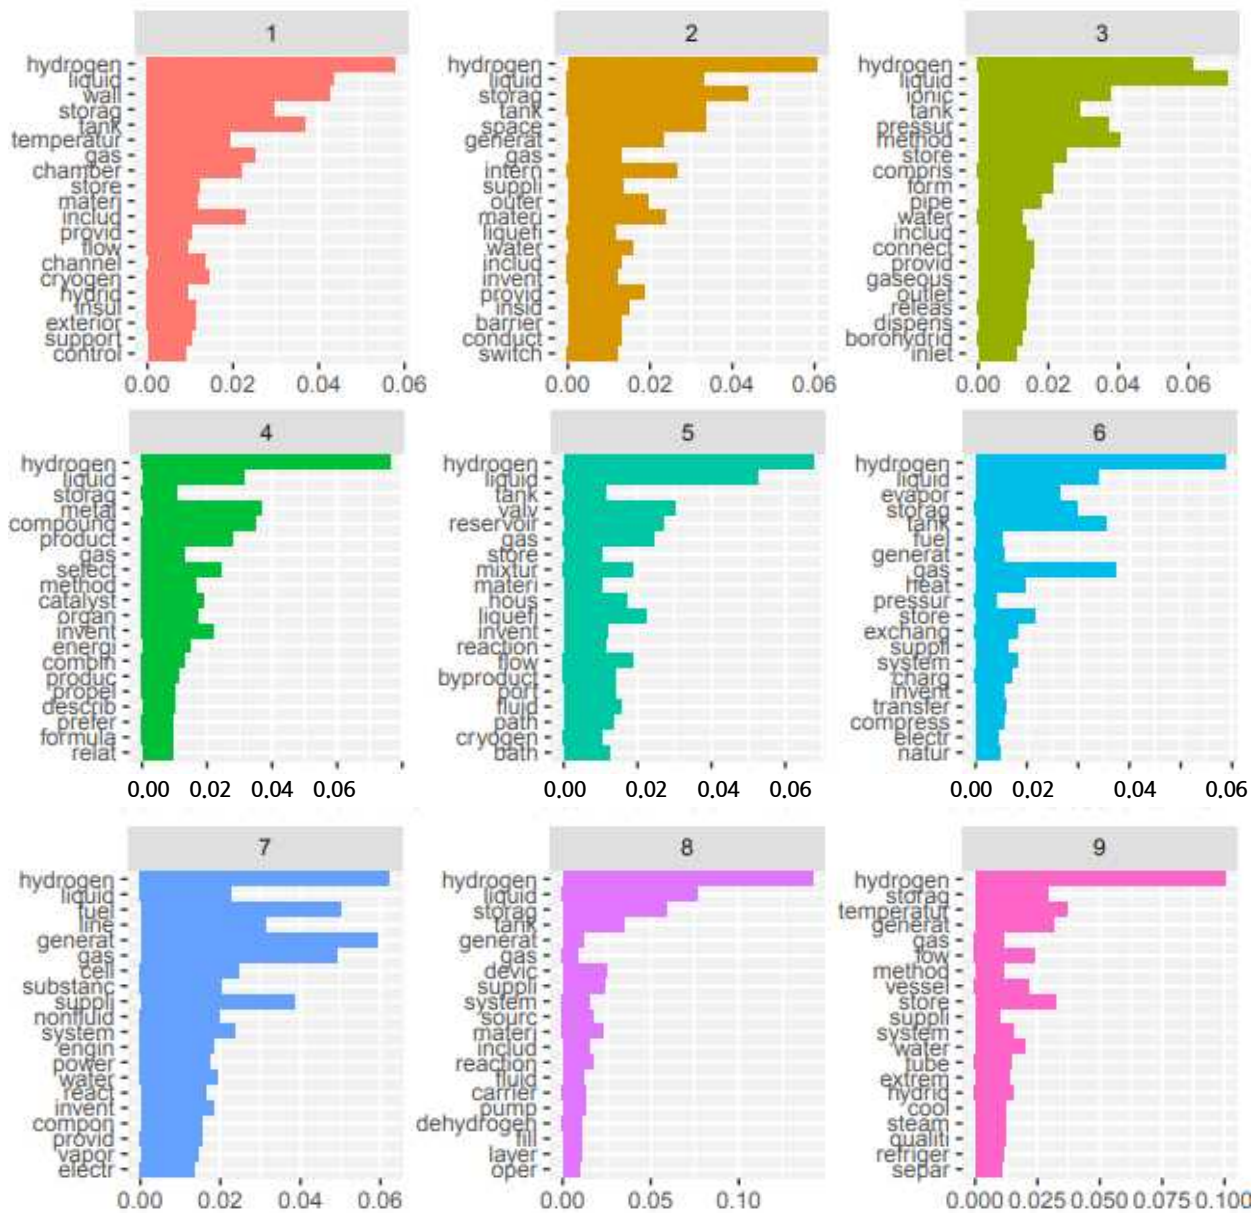 1
hydrogen
liquid
wall
storag
tank
temperatur
gas
chamber
store
materi
includ
provid
flow
channel
cryogen
hydrid
insul
exterior
support
control
0.00 0.02 0.04 0.06
2
hydrogen
liquid
storag
tank
space
generat
gas
intern
suppli
outer
materi
liquefi
water
includ
invent
provid
insid
barrier
conduct
switch
0.00 0.02 0.04 0.06
3
hydrogen
liquid
ionic
tank
pressur
method
store
compris
form
pipe
water
includ
connect
provid
gaseous
outlet
releas
dispens
borohydrid
inlet
0.00 0.02 0.04 0.06
4
hydrogen
liquid
storag
metal
compound
product
gas
select
method
catalyst
organ
invent
energi
combin
produc
propel
describ
prefer
formula
relat
0.00 0.02 0.04 0.06
5
hydrogen
liquid
tank
valv
reservoir
gas
store
mixtur
materi
hous
liquefi
invent
reaction
flow
byproduct
port
fluid
path
cryogen
bath
0.00 0.02 0.04 0.06
6
hydrogen
liquid
evapor
storag
tank
fuel
generat
gas
heat
pressur
store
exchang
suppli
system
charg
invent
transfer
compress
electr
natur
0.00 0.02 0.04 0.06
7
hydrogen
liquid
fuel
line
generat
gas
cell
substanc
suppli
nonfluid
system
engin
power
water
react
invent
compon
provid
vapor
electr
0.00 0.02 0.04 0.06
8
hydrogen
liquid
storag
tank
generat
gas
devic
suppli
system
sourc
materi
includ
reaction
fluid
carrier
pump
dehydrogen
fill
layer
oper
0.00 0.05 0.10
9
hydrogen
storag
temperatur
generat
gas
low
method
vessel
store
suppli
system
water
tube
extrem
hydrid
cool
steam
qualiti
refriger
separ
0.00 0.025 0.050 0.075 0.100